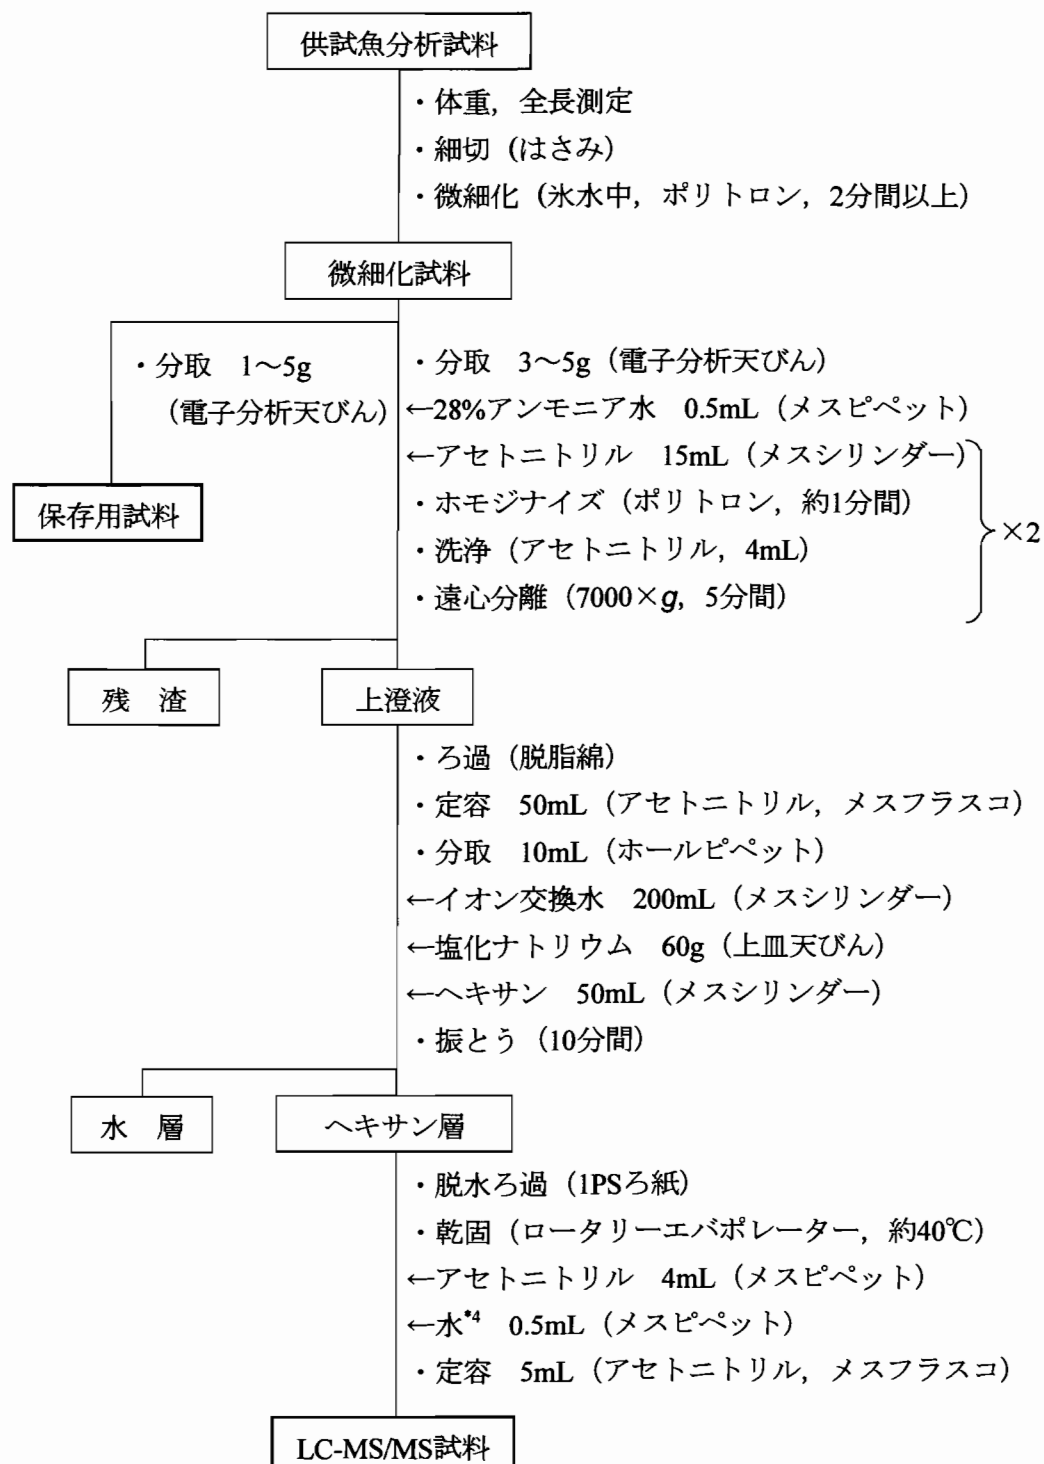 供試魚分析試料
・体重，全長測定
・細切（はさみ）
・微細化（氷水中，ポリトロン，2分間以上）
微細化試料
・分取　1～5g
（電子分析天びん）
保存用試料
・分取　3～5g（電子分析天びん）
←28%アンモニア水　0.5mL（メスピペット）
←アセトニトリル　15mL（メスシリンダー）
・ホモジナイズ（ポリトロン，約1分間）
・洗浄（アセトニトリル，4mL）
・遠心分離（7000×g，5分間）
×2
残　渣
上澄液
・ろ過（脱脂綿）
・定容　50mL（アセトニトリル，メスフラスコ）
・分取　10mL（ホールピペット）
←イオン交換水　200mL（メスシリンダー）
←塩化ナトリウム　60g（上皿天びん）
←ヘキサン　50mL（メスシリンダー）
・振とう（10分間）
水　層
ヘキサン層
・脱水ろ過（1PSろ紙）
・乾固（ロータリーエバポレーター，約40℃）
←アセトニトリル　4mL（メスピペット）
←水*4　0.5mL（メスピペット）
・定容　5mL（アセトニトリル，メスフラスコ）
LC-MS/MS試料